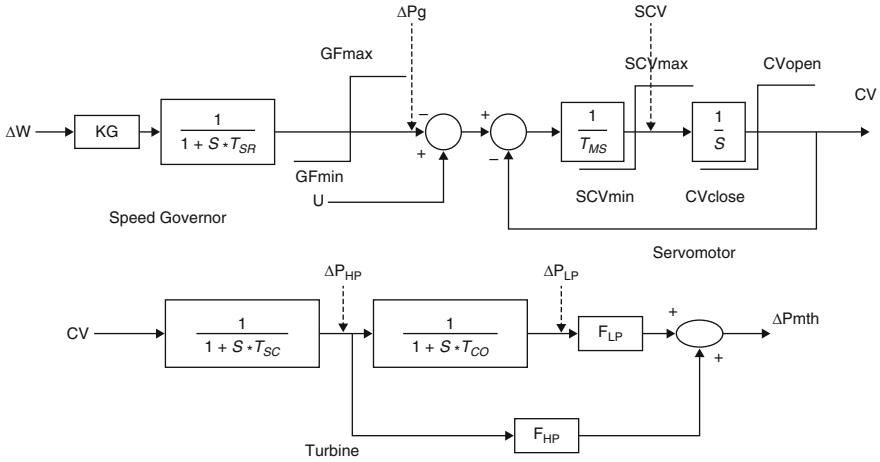 ΔPg
SCV
GFmax
SCVmax
CVopen
CV
ΔW
KG
1
1 + S * T_SR
−
+
+
−
1
T_MS
1
S
GFmin
U
SCVmin
CVclose
Speed Governor
Servomotor
ΔP_HP
ΔP_LP
CV
1
1 + S * T_SC
1
1 + S * T_CO
F_LP
+
+
ΔPmth
F_HP
Turbine